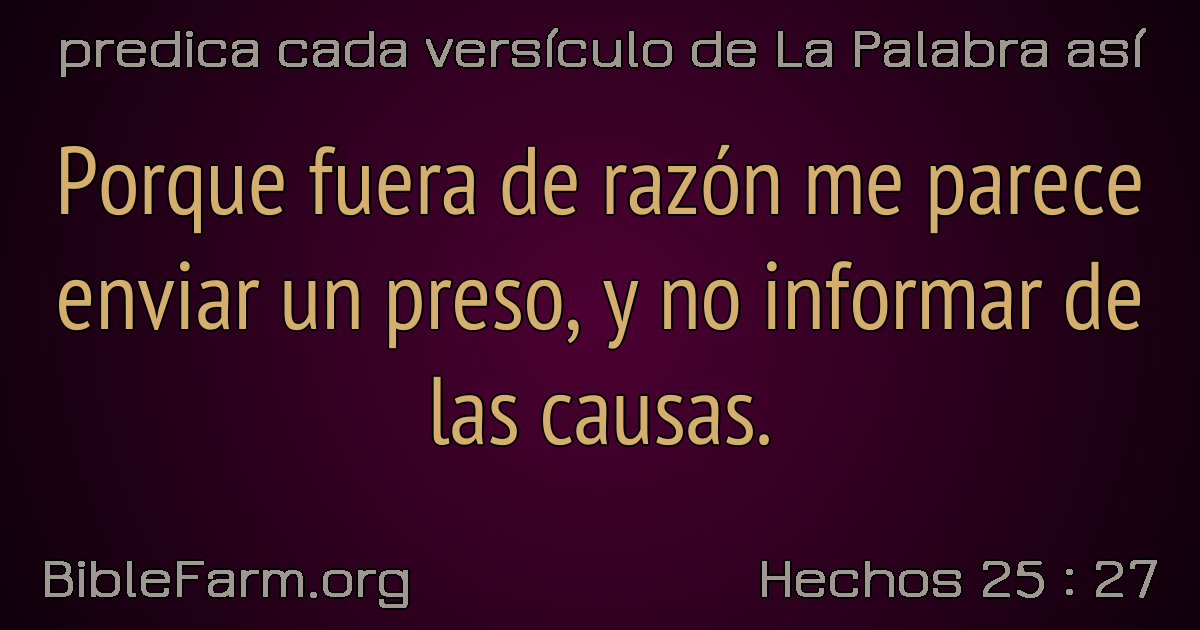 predica cada versículo de La Palabra así
Porque fuera de razón me parece
enviar un preso, y no informar de
las causas.
BibleFarm.org
Hechos 25 : 27